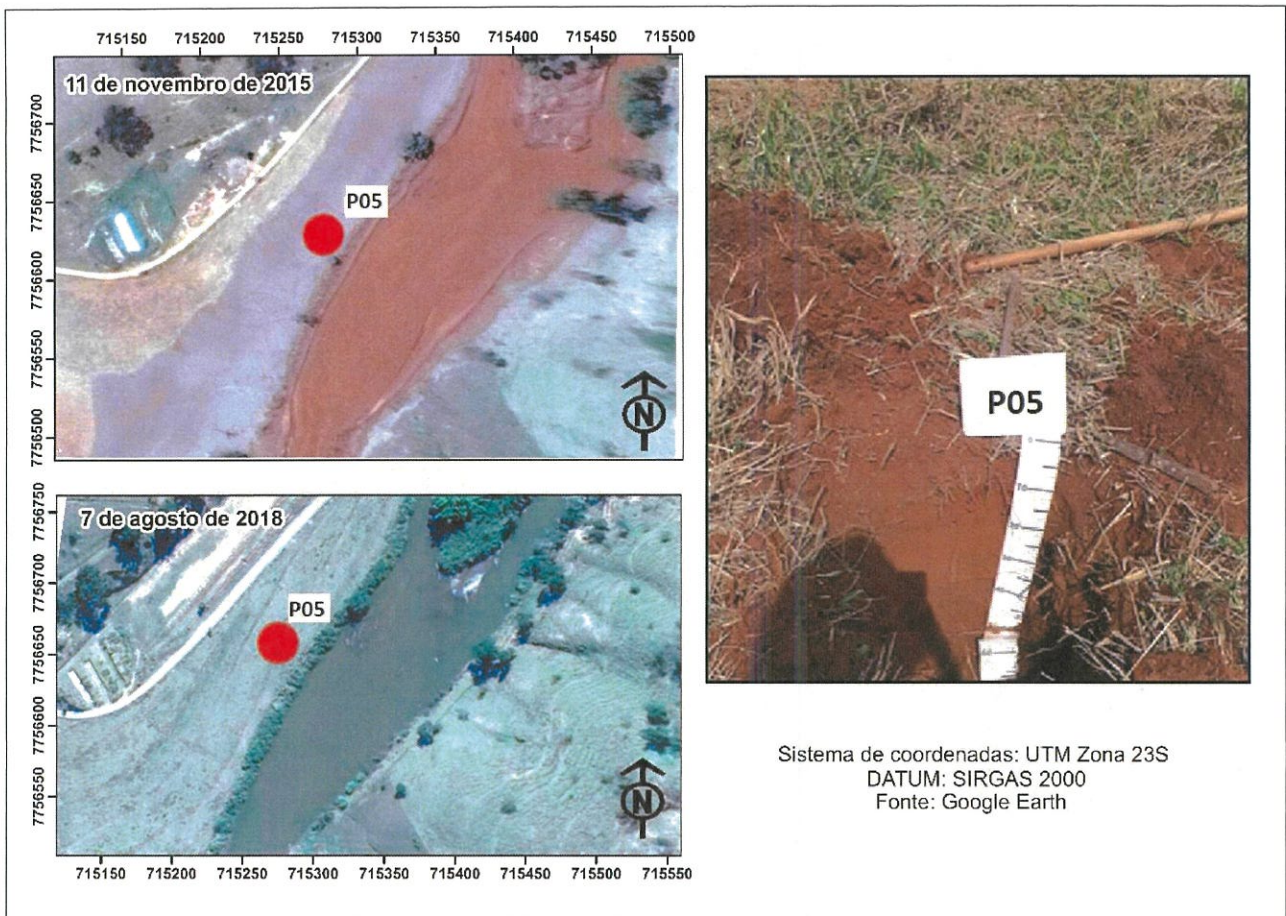 715150 715200 715250 715300 715350 715400 715450 715500
11 de novembro de 2015
7756700
7756650
7756600
7756550
7756500
P05
N
7 de agosto de 2018
7756750
7756700
7756650
7756600
7756550
P05
N
715150 715200 715250 715300 715350 715400 715450 715500 715550
P05
0
10
Sistema de coordenadas: UTM Zona 23S
DATUM: SIRGAS 2000
Fonte: Google Earth